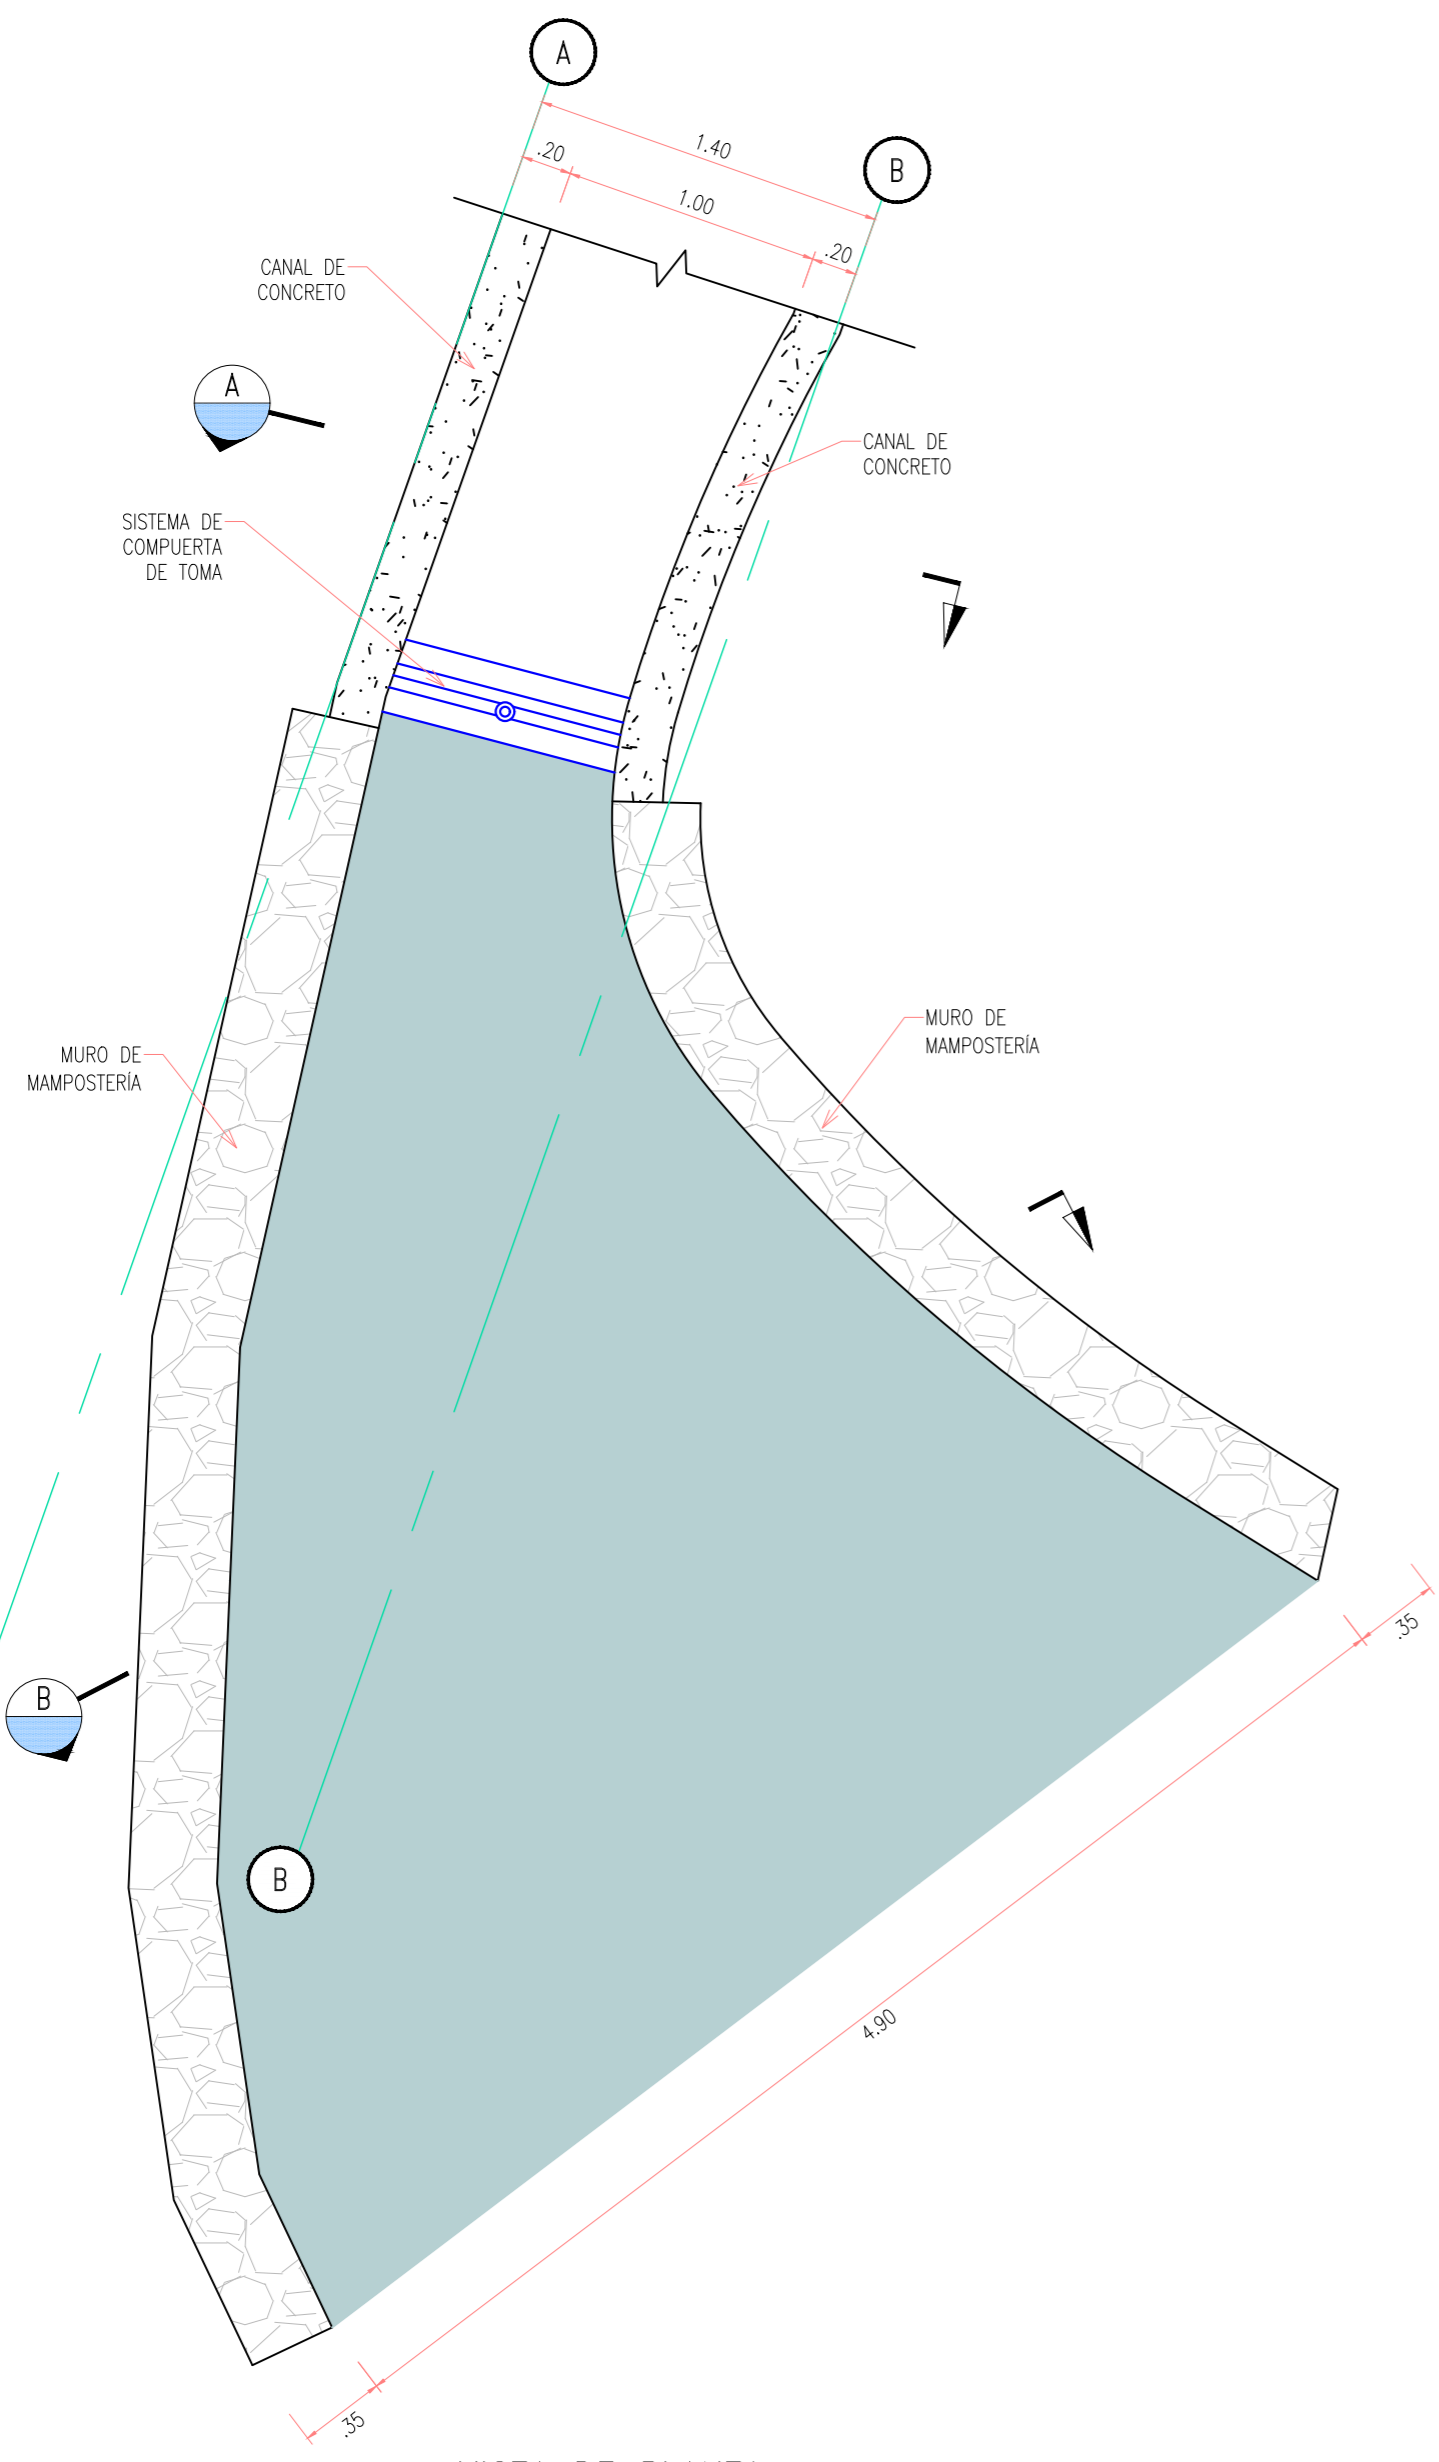 A
1.40
B
.20
1.00
.20
CANAL DE
CONCRETO
A
CANAL DE
CONCRETO
SISTEMA DE
COMPUERTA
DE TOMA
MURO DE
MAMPOSTERÍA
MURO DE
MAMPOSTERÍA
.35
B
B
4.90
.35